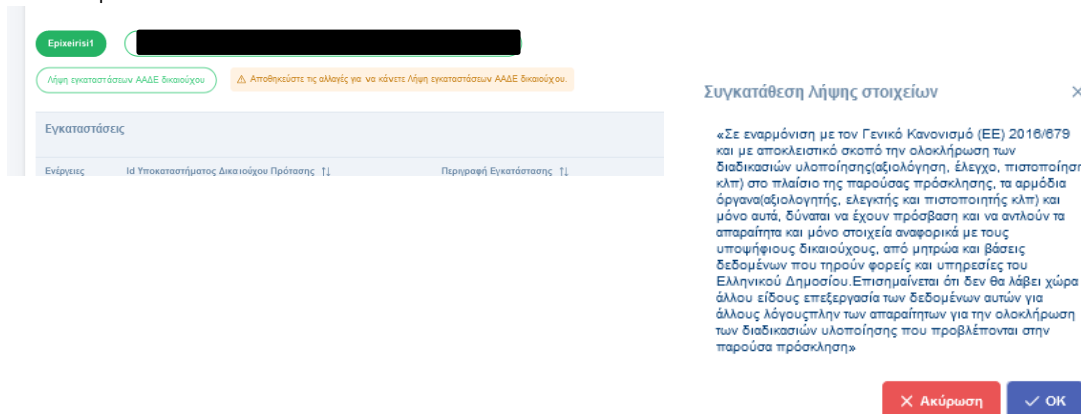 Epixeirisi1
Λήψη εγκαταστάσεων ΑΑΔΕ δικαιούχου
Αποθηκεύστε τις αλλαγές για να κάνετε Λήψη εγκαταστάσεων ΑΑΔΕ δικαιούχου.
Εγκαταστάσεις
Ενέργειες Id Υποκαταστήματος Δικαιούχου Πρότασης Περιγραφή Εγκατάστασης
Συγκατάθεση Λήψης στοιχείων
«Σε εναρμόνιση με τον Γενικό Κανονισμό (ΕΕ) 2016/679
και με αποκλειστικό σκοπό την ολοκλήρωση των
διαδικασιών υλοποίησης(αξιολόγηση, έλεγχο, πιστοποίηση
κλπ) στο πλαίσιο της παρούσας πρόσκλησης, τα αρμόδια
όργανα(αξιολογητής, ελεγκτής και πιστοποιητής κλπ) και
μόνο αυτά, δύναται να έχουν πρόσβαση και να αντλούν τα
απαραίτητα και μόνο στοιχεία αναφορικά με τους
υποψήφιους δικαιούχους, από μητρώα και βάσεις
δεδομένων που τηρούν φορείς και υπηρεσίες του
Ελληνικού Δημοσίου.Επισημαίνεται ότι δεν θα λάβει χώρα
άλλου είδους επεξεργασία των δεδομένων αυτών για
άλλους λόγουςπλην των απαραίτητων για την ολοκλήρωση
των διαδικασιών υλοποίησης που προβλέπονται στην
παρούσα πρόσκληση»
Ακύρωση ΟΚ